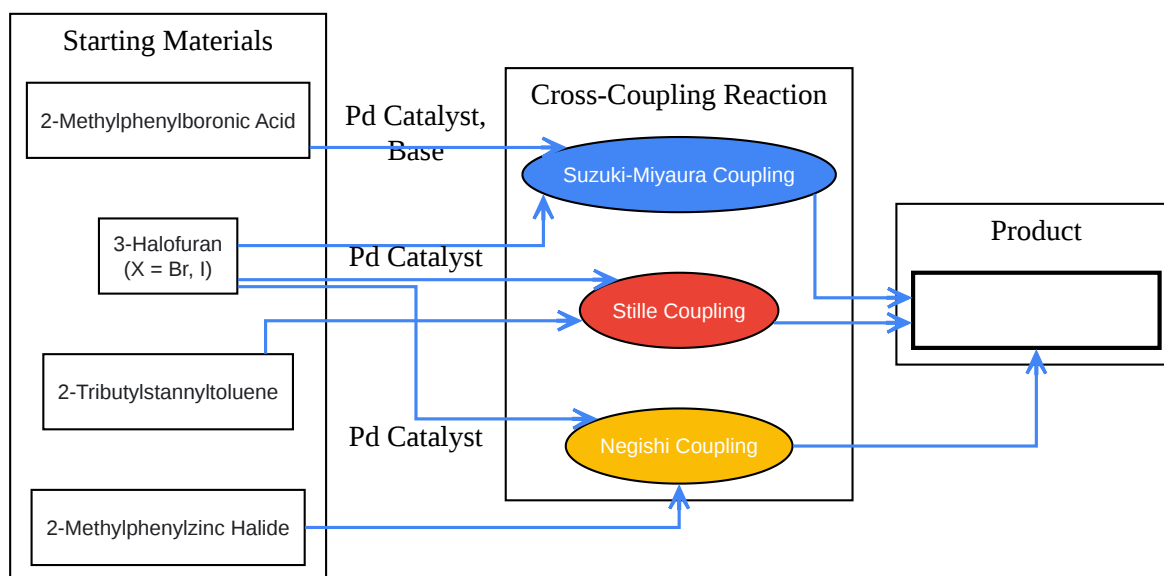 Starting Materials
2-Methylphenylboronic Acid
3-Halofuran
(X = Br, I)
2-Tributylstannyltoluene
2-Methylphenylzinc Halide
Pd Catalyst,
Base
Pd Catalyst
Pd Catalyst
Cross-Coupling Reaction
Suzuki-Miyaura Coupling
Stille Coupling
Negishi Coupling
Product